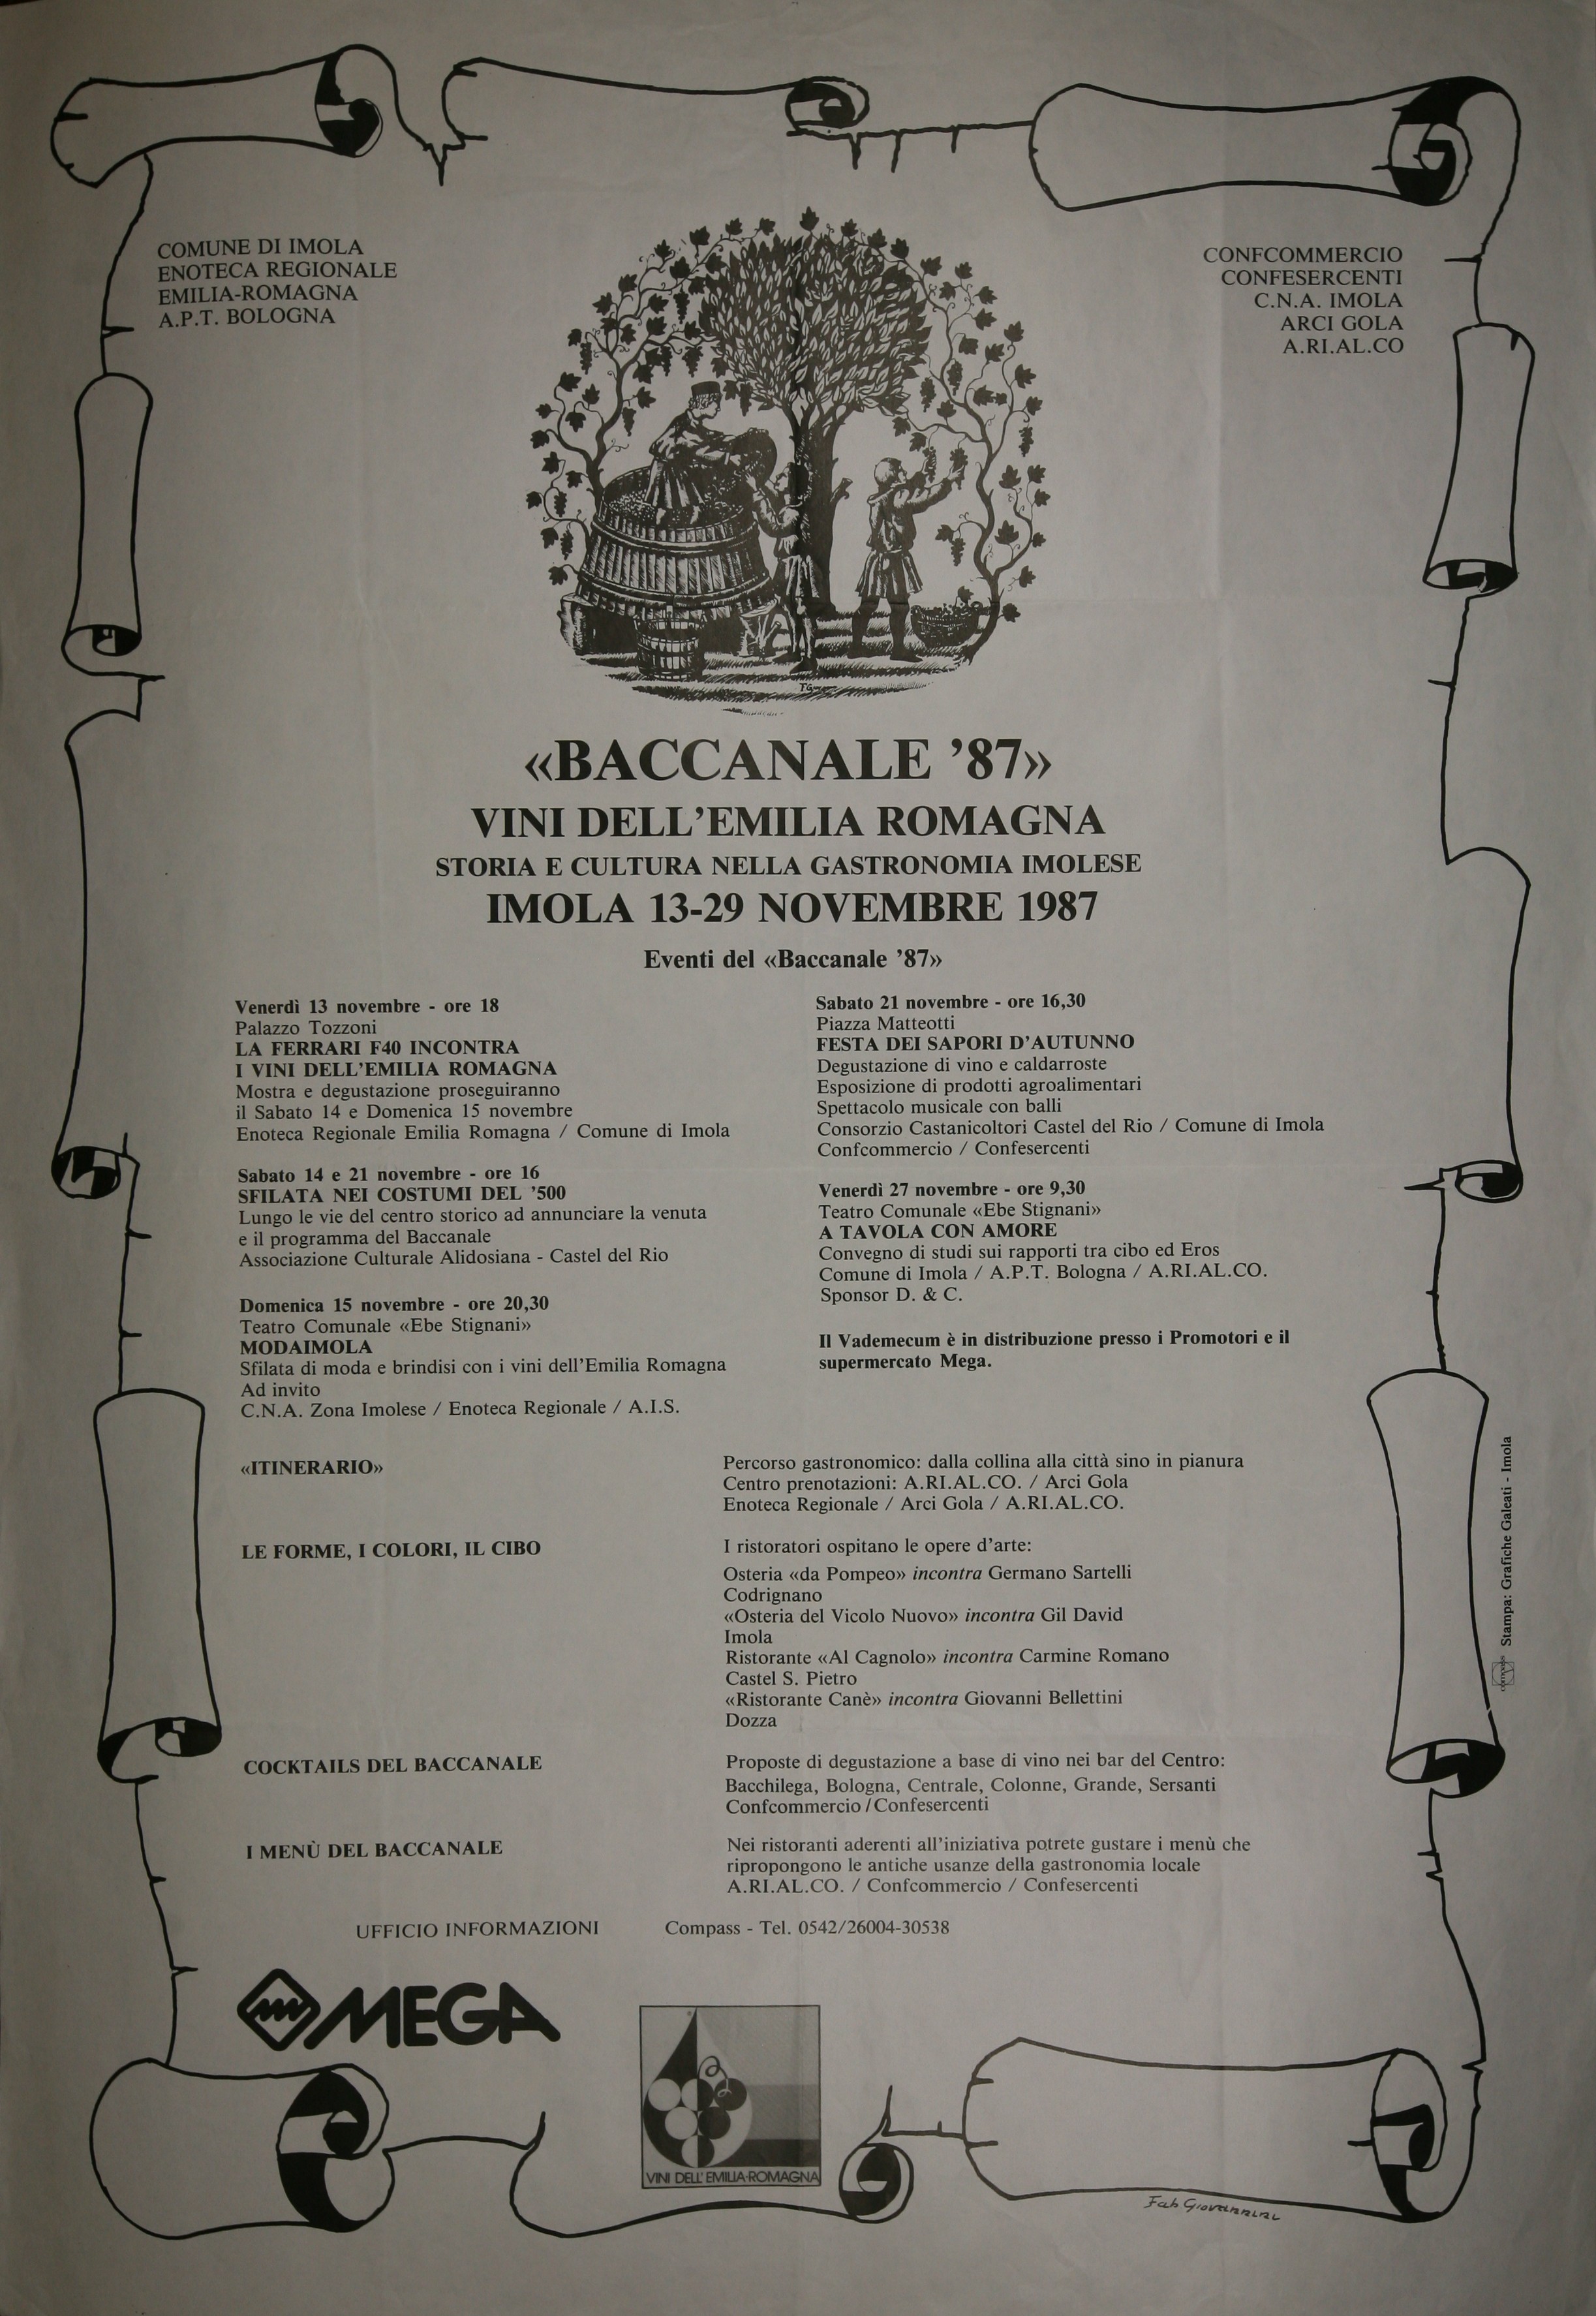 COMUNE DI IMOLA
ENOTECA REGIONALE
EMILIA-ROMAGNA
A.P.T. BOLOGNA
CONFCOMMERCIO
CONFESERCENTI
C.N.A. IMOLA
ARCI GOLA
A.RI.AL.CO
«BACCANALE '87»
VINI DELL'EMILIA ROMAGNA
STORIA E CULTURA NELLA GASTRONOMIA IMOLESE
IMOLA 13-29 NOVEMBRE 1987
Eventi del «Baccanale '87»
Venerdì 13 novembre - ore 18
Palazzo Tozzoni
LA FERRARI F40 INCONTRA
I VINI DELL'EMILIA ROMAGNA
Mostra e degustazione proseguiranno
il Sabato 14 e Domenica 15 novembre
Enoteca Regionale Emilia Romagna / Comune di Imola
Sabato 14 e 21 novembre - ore 16
SFILATA NEI COSTUMI DEL '500
Lungo le vie del centro storico ad annunciare la venuta
e il programma del Baccanale
Associazione Culturale Alidosiana - Castel del Rio
Domenica 15 novembre - ore 20,30
Teatro Comunale «Ebe Stignani»
MODAIMOLA
Sfilata di moda e brindisi con i vini dell'Emilia Romagna
Ad invito
C.N.A. Zona Imolese / Enoteca Regionale / A.I.S.
Sabato 21 novembre - ore 16,30
Piazza Matteotti
FESTA DEI SAPORI D'AUTUNNO
Degustazione di vino e caldarroste
Esposizione di prodotti agroalimentari
Spettacolo musicale con balli
Consorzio Castanicoltori Castel del Rio / Comune di Imola
Confcommercio / Confesercenti
Venerdì 27 novembre - ore 9,30
Teatro Comunale «Ebe Stignani»
A TAVOLA CON AMORE
Convegno di studi sui rapporti tra cibo ed Eros
Comune di Imola / A.P.T. Bologna / A.RI.AL.CO.
Sponsor D. & C.
Il Vademecum è in distribuzione presso i Promotori e il
supermercato Mega.
«ITINERARIO»
Percorso gastronomico: dalla collina alla città sino in pianura
Centro prenotazioni: A.RI.AL.CO. / Arci Gola
Enoteca Regionale / Arci Gola / A.RI.AL.CO.
LE FORME, I COLORI, IL CIBO
I ristoratori ospitano le opere d'arte:
Osteria «da Pompeo» incontra Germano Sartelli
Codrignano
«Osteria del Vicolo Nuovo» incontra Gil David
Imola
Ristorante «Al Cagnolo» incontra Carmine Romano
Castel S. Pietro
«Ristorante Canè» incontra Giovanni Bellettini
Dozza
COCKTAILS DEL BACCANALE
Proposte di degustazione a base di vino nei bar del Centro:
Bacchilega, Bologna, Centrale, Colonne, Grande, Sersanti
Confcommercio / Confesercenti
I MENÙ DEL BACCANALE
Nei ristoranti aderenti all'iniziativa potrete gustare i menù che
ripropongono le antiche usanze della gastronomia locale
A.RI.AL.CO. / Confcommercio / Confesercenti
UFFICIO INFORMAZIONI Compass - Tel. 0542/26004-30538
MEGA
VINI DELL'EMILIA-ROMAGNA
Fab Giovannini
compass Stampa: Grafiche Galeati - Imola